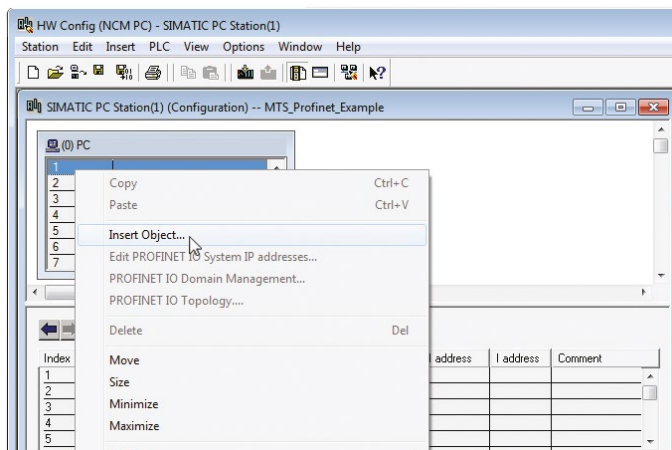 HW Config (NCM PC) - SIMATIC PC Station(1)
Station Edit Insert PLC View Options Window Help
SIMATIC PC Station(1) (Configuration) -- MTS_Profinet_Example
(0) PC
1
2
3
4
5
6
7
Copy Ctrl+C
Paste Ctrl+V
Insert Object...
Edit PROFINET IO System IP addresses...
PROFINET IO Domain Management...
PROFINET IO Topology....
Delete Del
Move
Size
Minimize
Maximize
Index address I address Comment
1
2
3
4
5